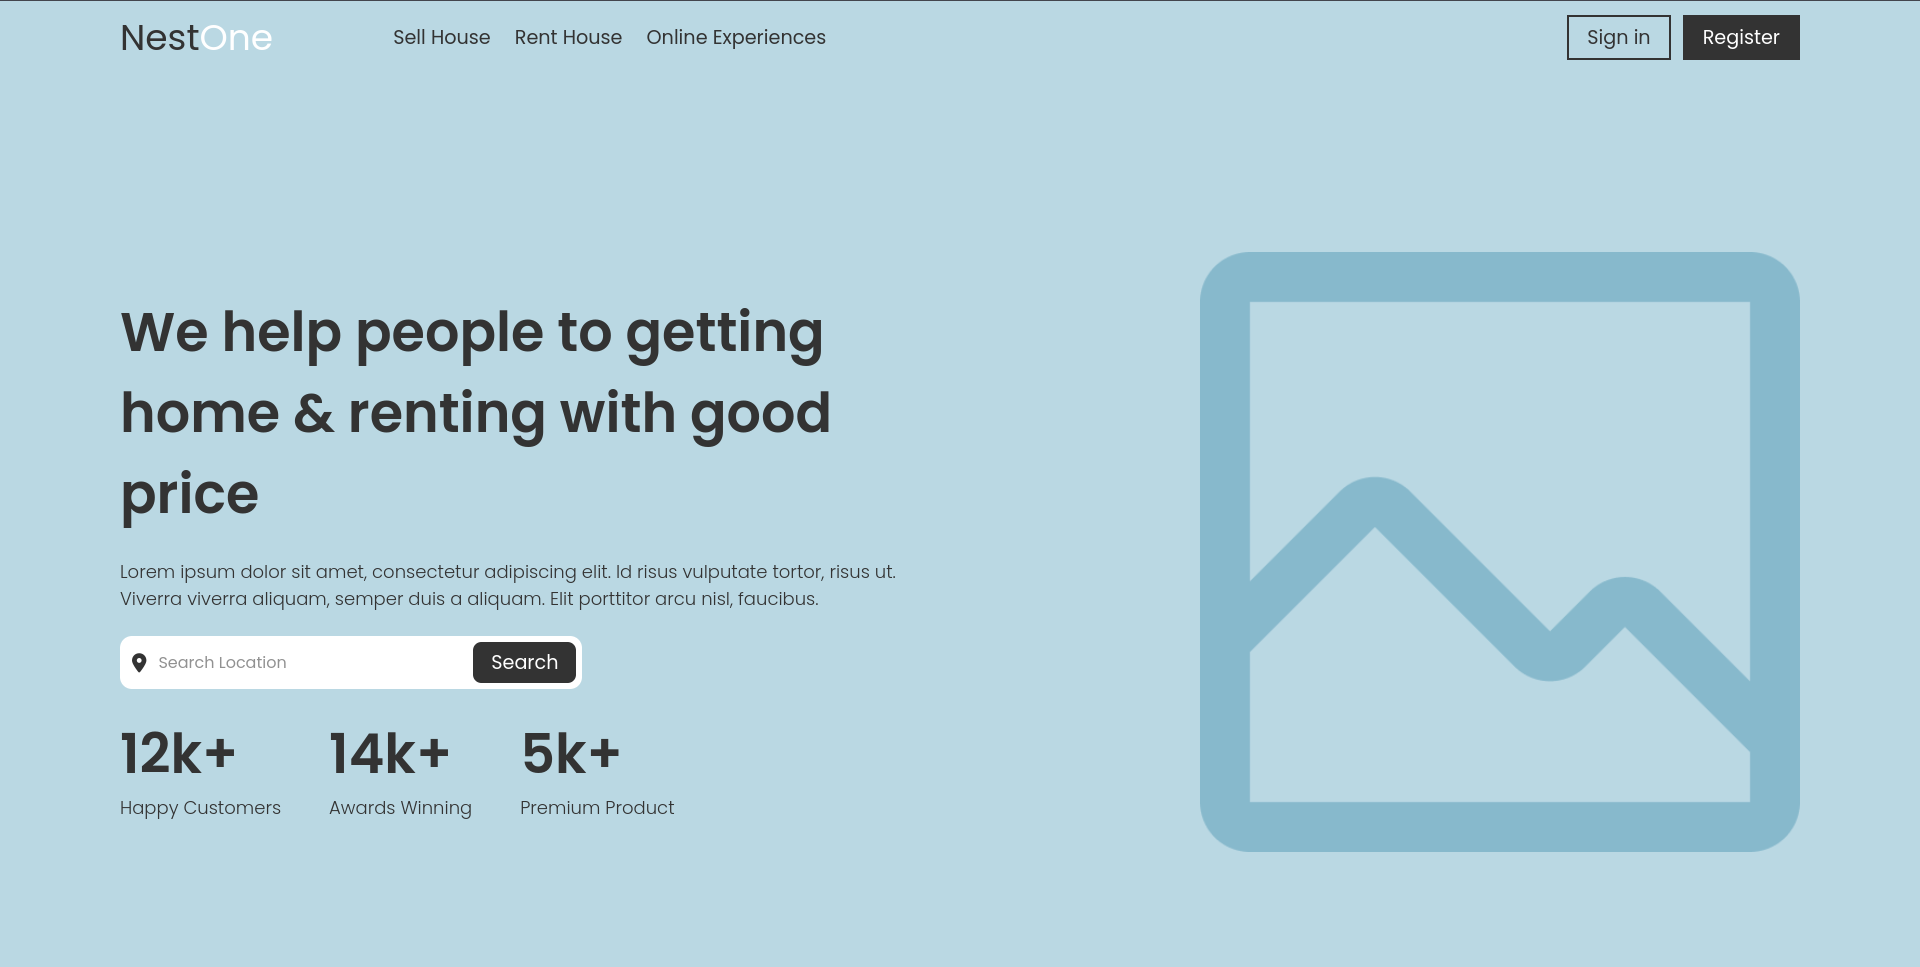 NestOne Sell House Rent House Online Experiences Sign in Register
We help people to getting
home & renting with good
price
Lorem ipsum dolor sit amet, consectetur adipiscing elit. Id risus vulputate tortor, risus ut.
Viverra viverra aliquam, semper duis a aliquam. Elit porttitor arcu nisl, faucibus.
Search Location Search
12k+ 14k+ 5k+
Happy Customers Awards Winning Premium Product